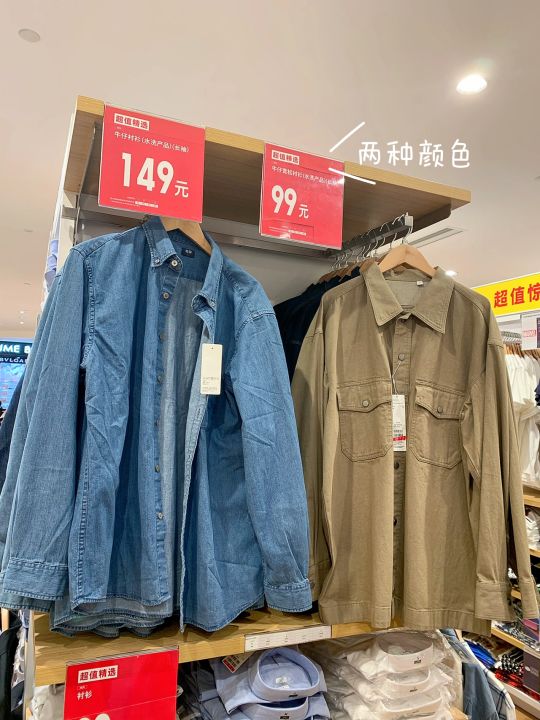 超值精选
牛仔衬衫(水洗产品)(长袖)
149元
超值精选
牛仔宽松衬衫(水洗产品)(长袖)
99元
两种颜色
超值惊
IME
BVLGA
超值精选
衬衫